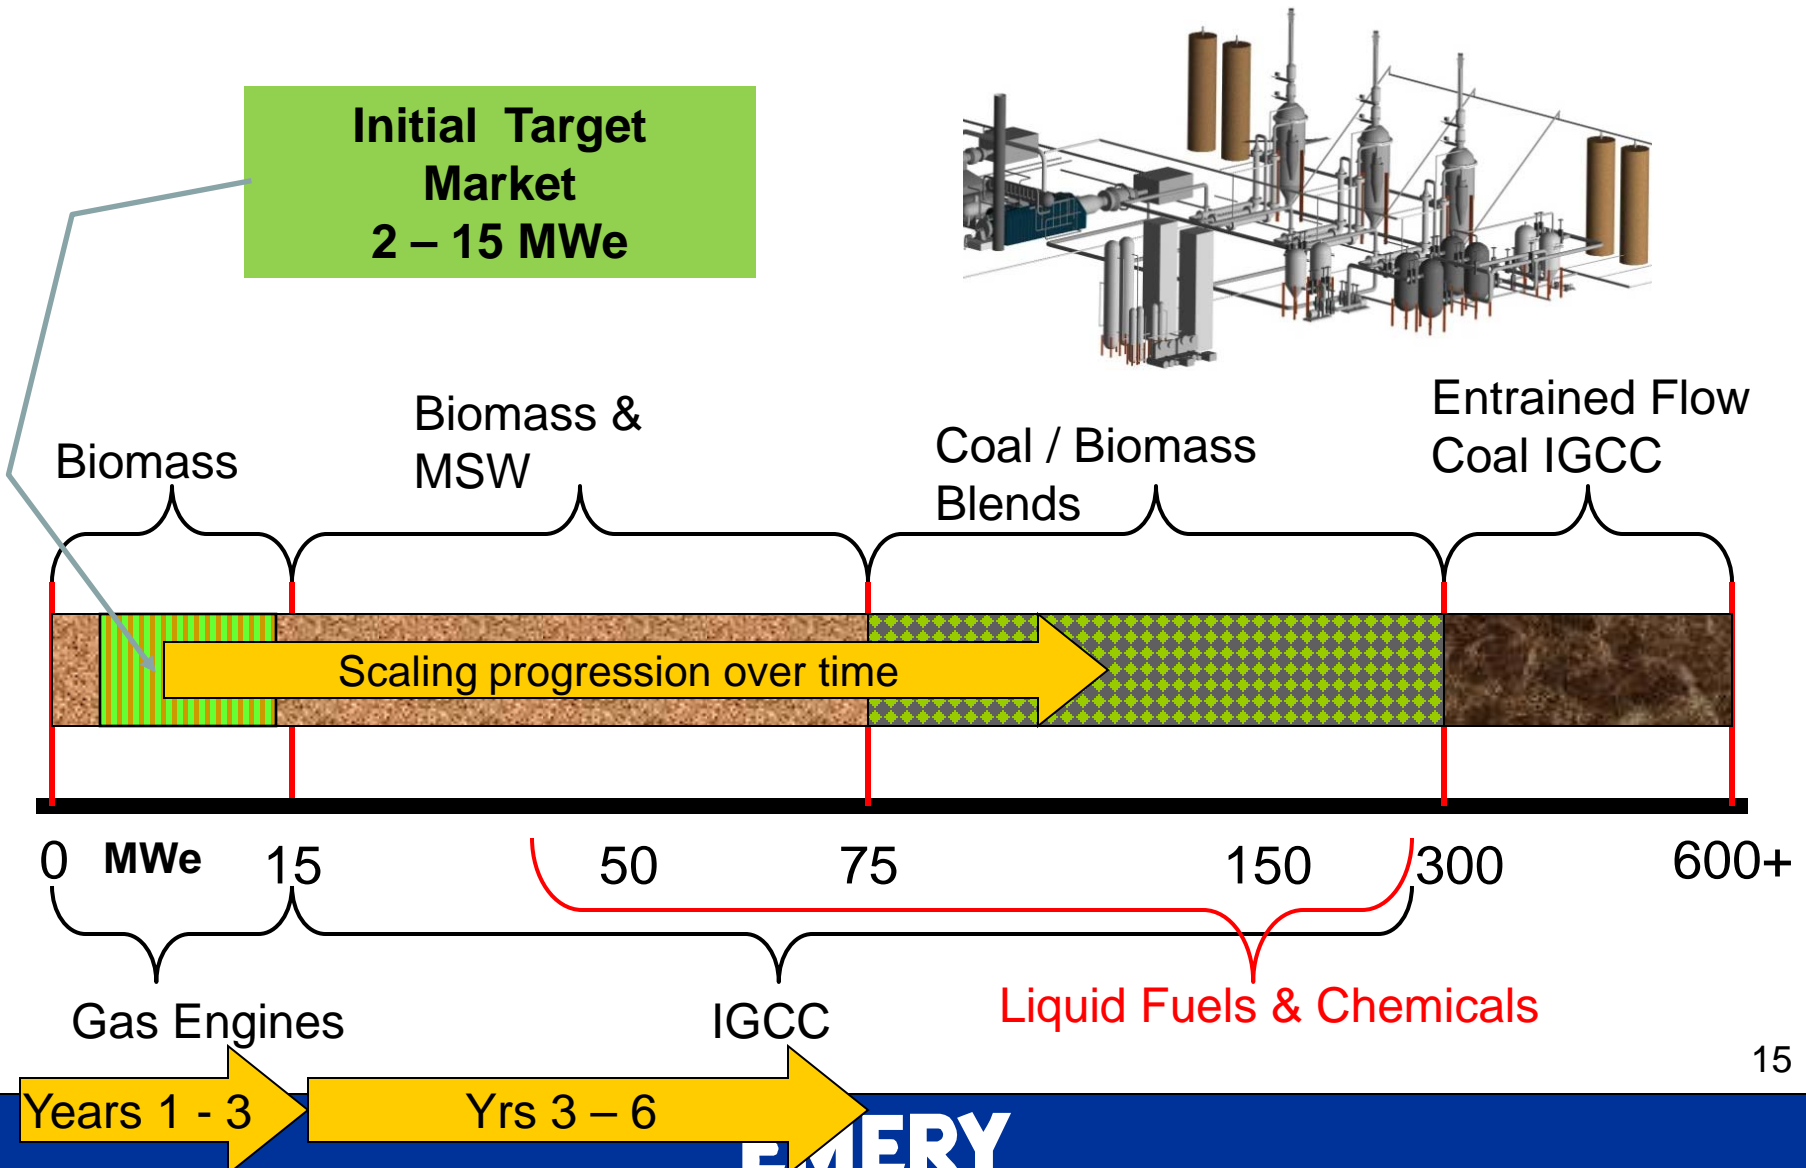 Initial Target
Market
2 – 15 MWe
Biomass
Biomass &
MSW
Coal / Biomass
Blends
Entrained Flow
Coal IGCC
Scaling progression over time
0 MWe 15 50 75 150 300 600+
Gas Engines
IGCC
Liquid Fuels & Chemicals
15
Years 1 - 3
Yrs 3 – 6
EMERY